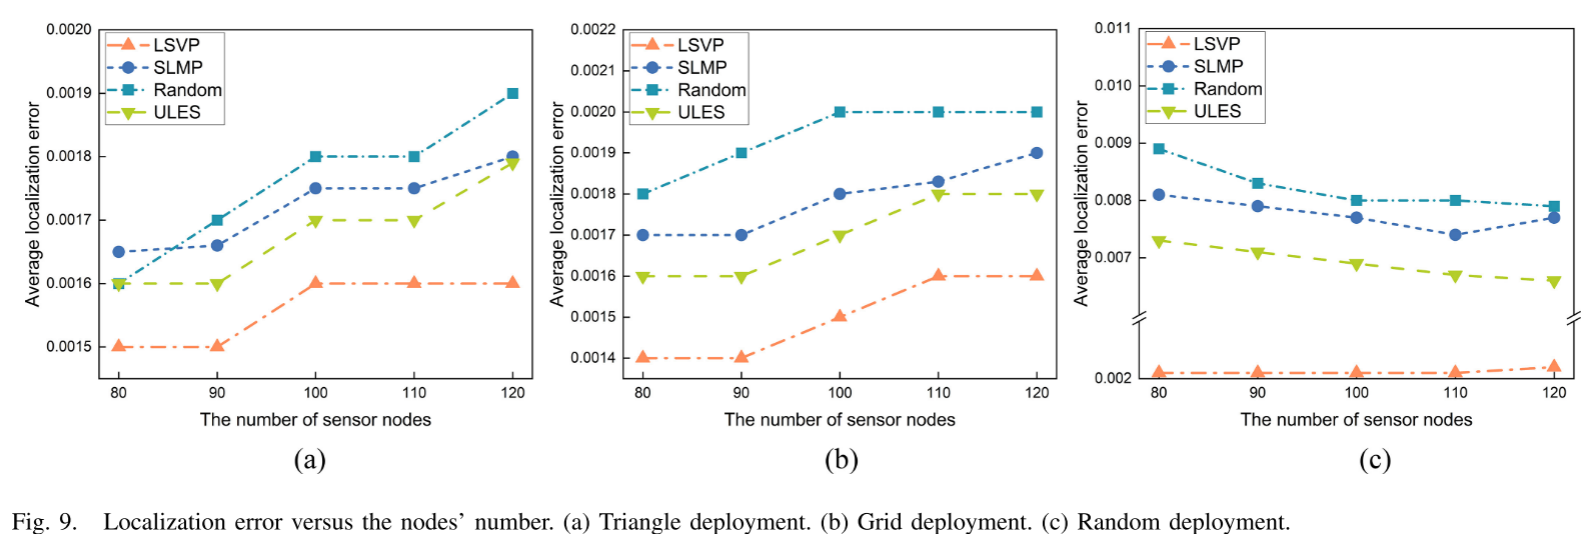 0.0020
0.0019
0.0018
0.0017
0.0016
0.0015
Average localization error
LSVP
SLMP
Random
ULES
80 90 100 110 120
The number of sensor nodes
(a)
0.0022
0.0021
0.0020
0.0019
0.0018
0.0017
0.0016
0.0015
0.0014
Average localization error
LSVP
SLMP
Random
ULES
80 90 100 110 120
The number of sensor nodes
(b)
0.011
0.010
0.009
0.008
0.007
0.002
Average localization error
LSVP
SLMP
Random
ULES
80 90 100 110 120
The number of sensor nodes
(c)
Fig. 9. Localization error versus the nodes' number. (a) Triangle deployment. (b) Grid deployment. (c) Random deployment.